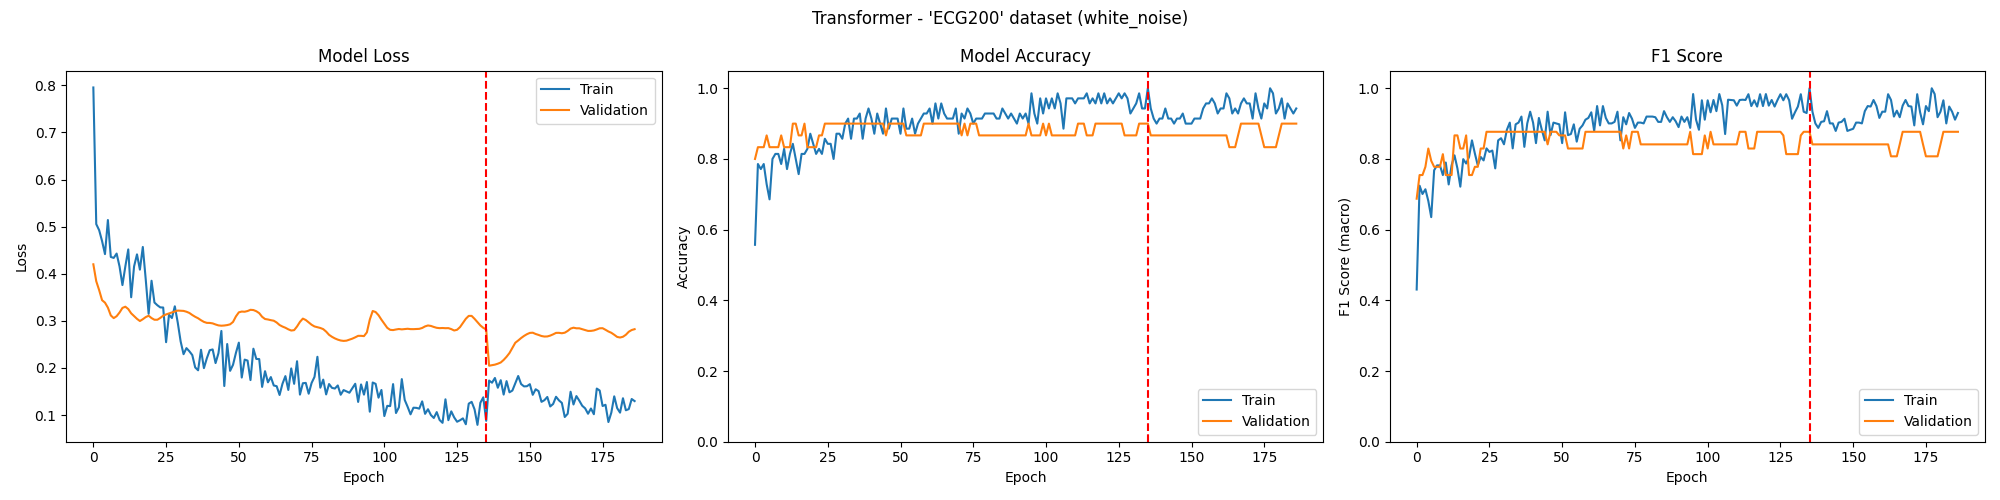 Transformer - 'ECG200' dataset (white_noise)
Model Loss
Loss
0.8
0.7
0.6
0.5
0.4
0.3
0.2
0.1
0 25 50 75 100 125 150 175
Epoch
Train
Validation
Model Accuracy
Accuracy
1.0
0.8
0.6
0.4
0.2
0.0
0 25 50 75 100 125 150 175
Epoch
Train
Validation
F1 Score
F1 Score (macro)
1.0
0.8
0.6
0.4
0.2
0.0
0 25 50 75 100 125 150 175
Epoch
Train
Validation